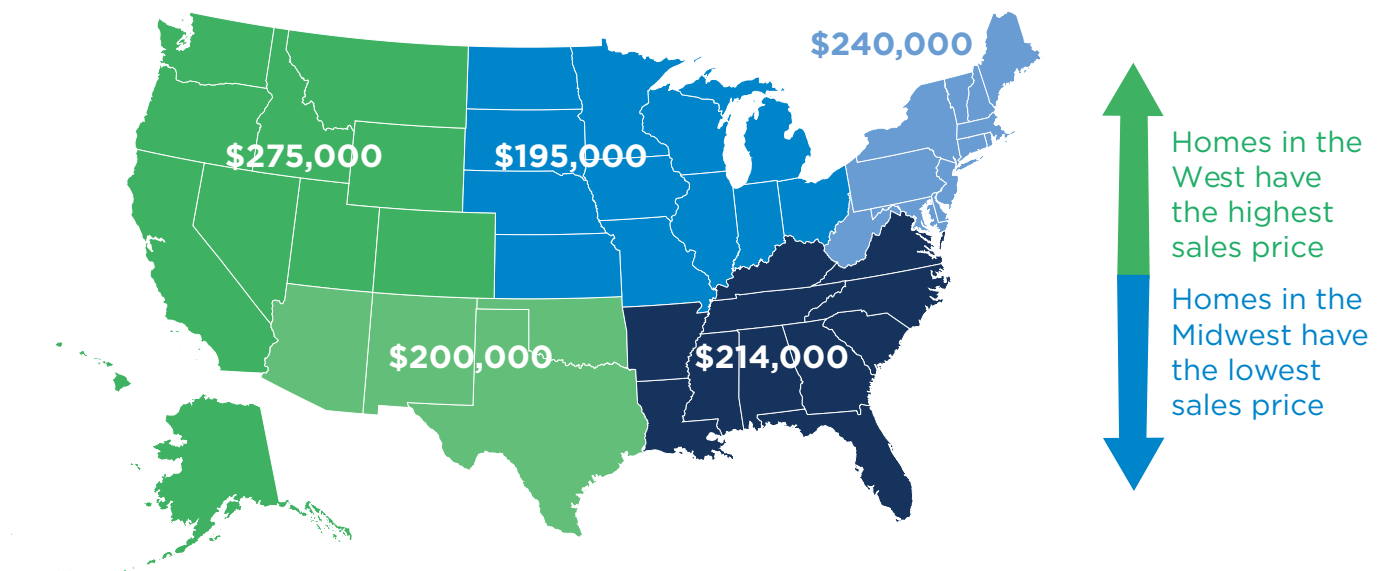 $240,000
$275,000
$195,000
$200,000
$214,000
Homes in the
West have
the highest
sales price
Homes in the
Midwest have
the lowest
sales price